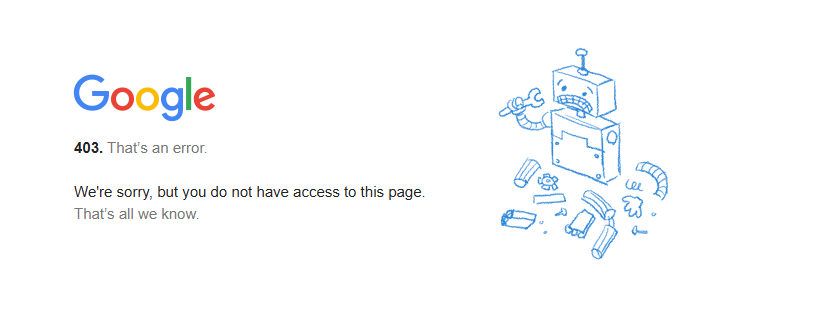 Google
403. That's an error.
We're sorry, but you do not have access to this page.
That's all we know.